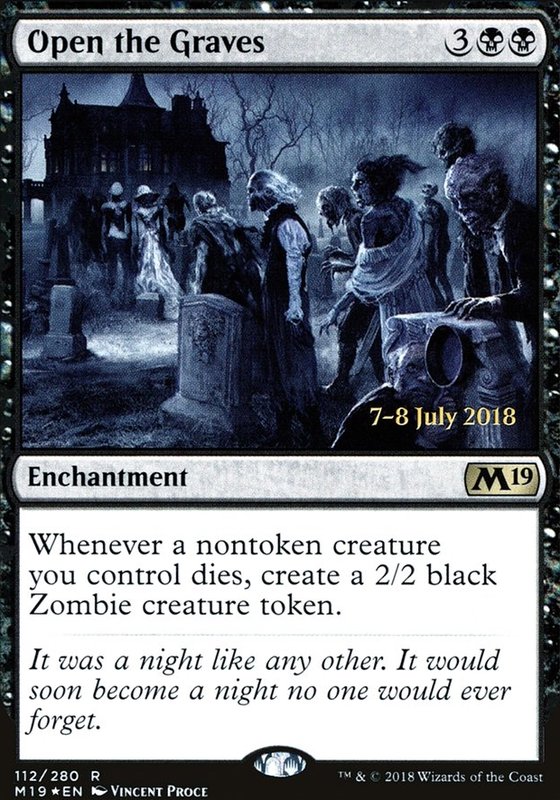 Open the Graves 3
7–8 July 2018
Enchantment M19
Whenever a nontoken creature
you control dies, create a 2/2 black
Zombie creature token.
It was a night like any other. It would
soon become a night no one would ever
forget.
112/280 R
M19 ★ EN Vincent Proce
™ & © 2018 Wizards of the Coast